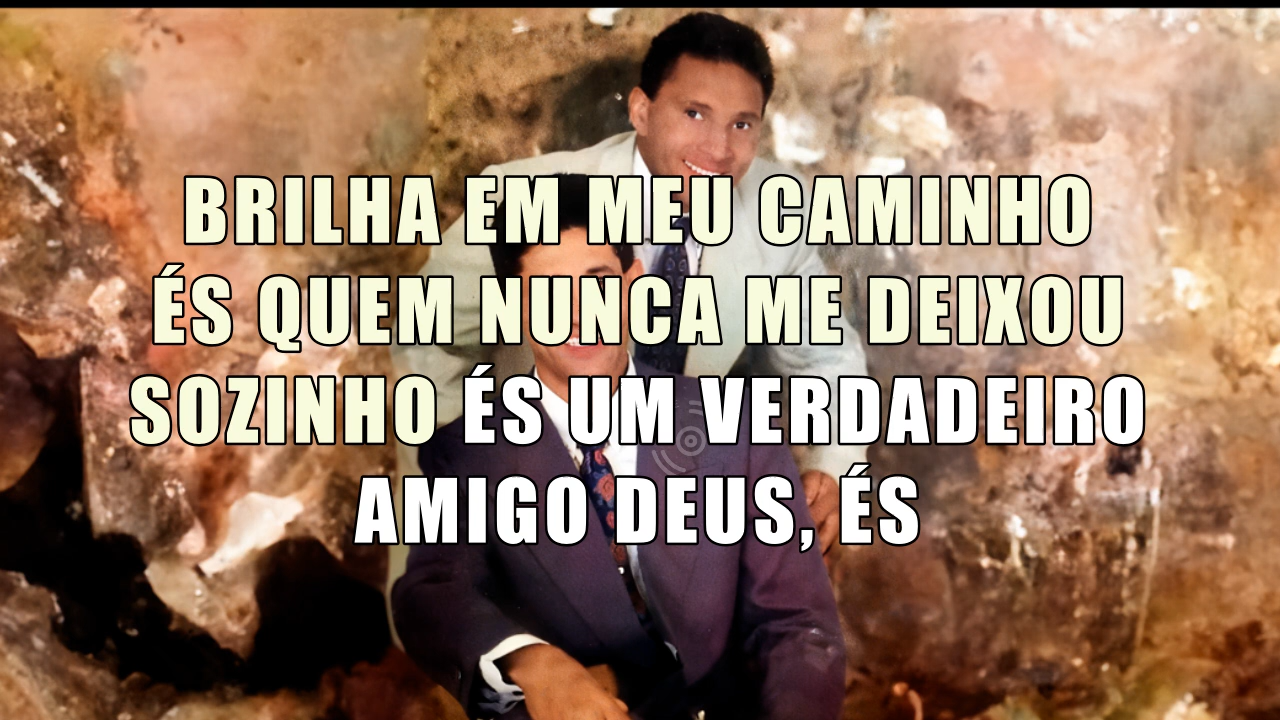 BRILHA EM MEU CAMINHO
ÉS QUEM NUNCA ME DEIXOU
SOZINHO ÉS UM VERDADEIRO
AMIGO DEUS, ÉS